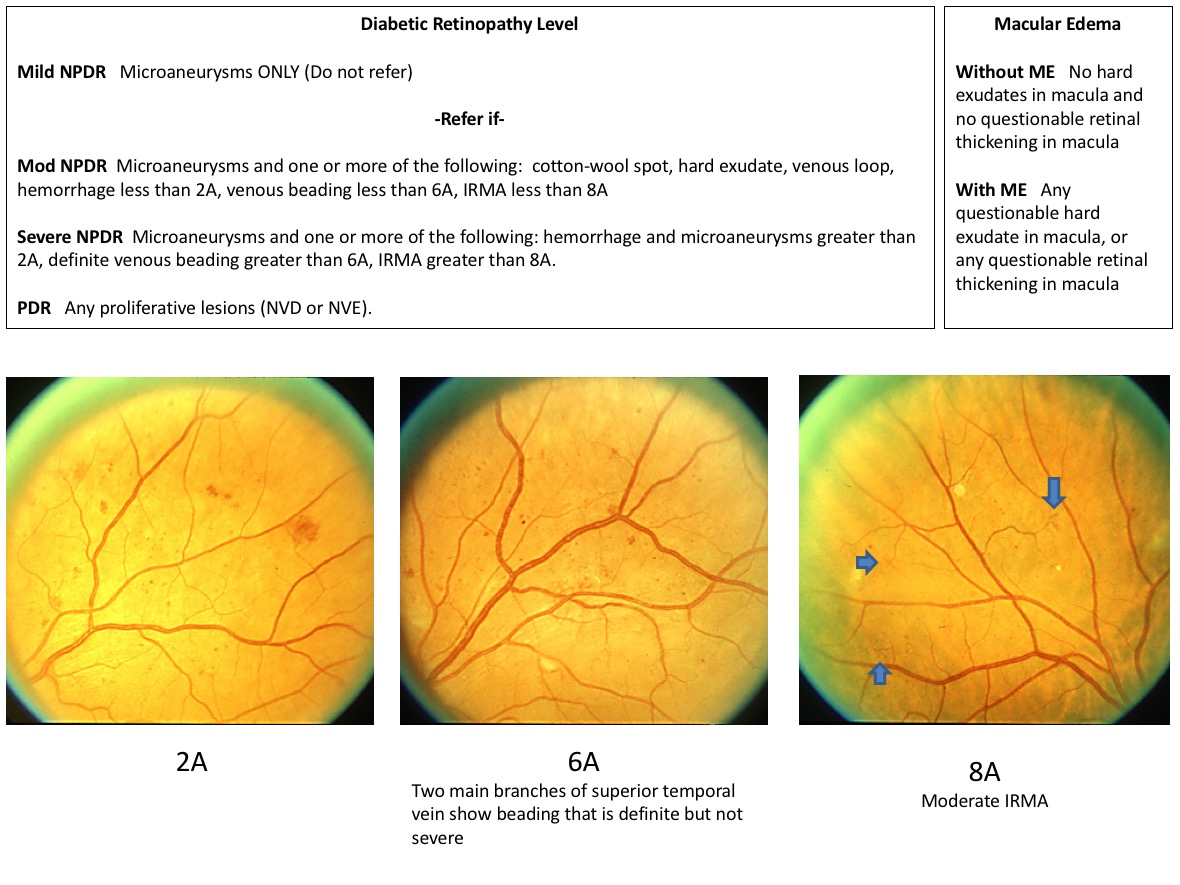 Diabetic Retinopathy Level
Mild NPDR Microaneurysms ONLY (Do not refer)
-Refer if-
Mod NPDR Microaneurysms and one or more of the following: cotton-wool spot, hard exudate, venous loop,
hemorrhage less than 2A, venous beading less than 6A, IRMA less than 8A
Severe NPDR Microaneurysms and one or more of the following: hemorrhage and microaneurysms greater than
2A, definite venous beading greater than 6A, IRMA greater than 8A.
PDR Any proliferative lesions (NVD or NVE).
Macular Edema
Without ME No hard
exudates in macula and
no questionable retinal
thickening in macula
With ME Any
questionable hard
exudate in macula, or
any questionable retinal
thickening in macula
2A
6A
Two main branches of superior temporal
vein show beading that is definite but not
severe
8A
Moderate IRMA